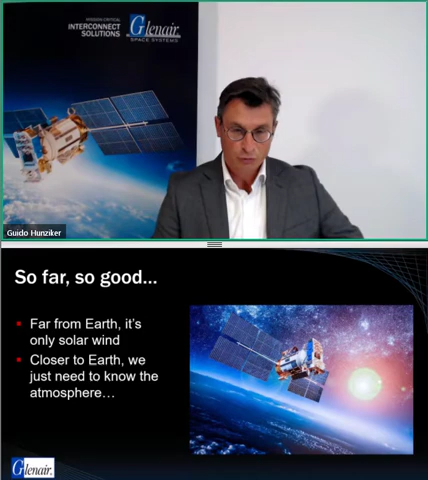 MISSION CRITICAL
INTERCONNECT
SOLUTIONS
Glenair.
SPACE SYSTEMS
Guido Hunziker
So far, so good...
Far from Earth, it's
only solar wind
Closer to Earth, we
just need to know the
atmosphere...
Glenair.